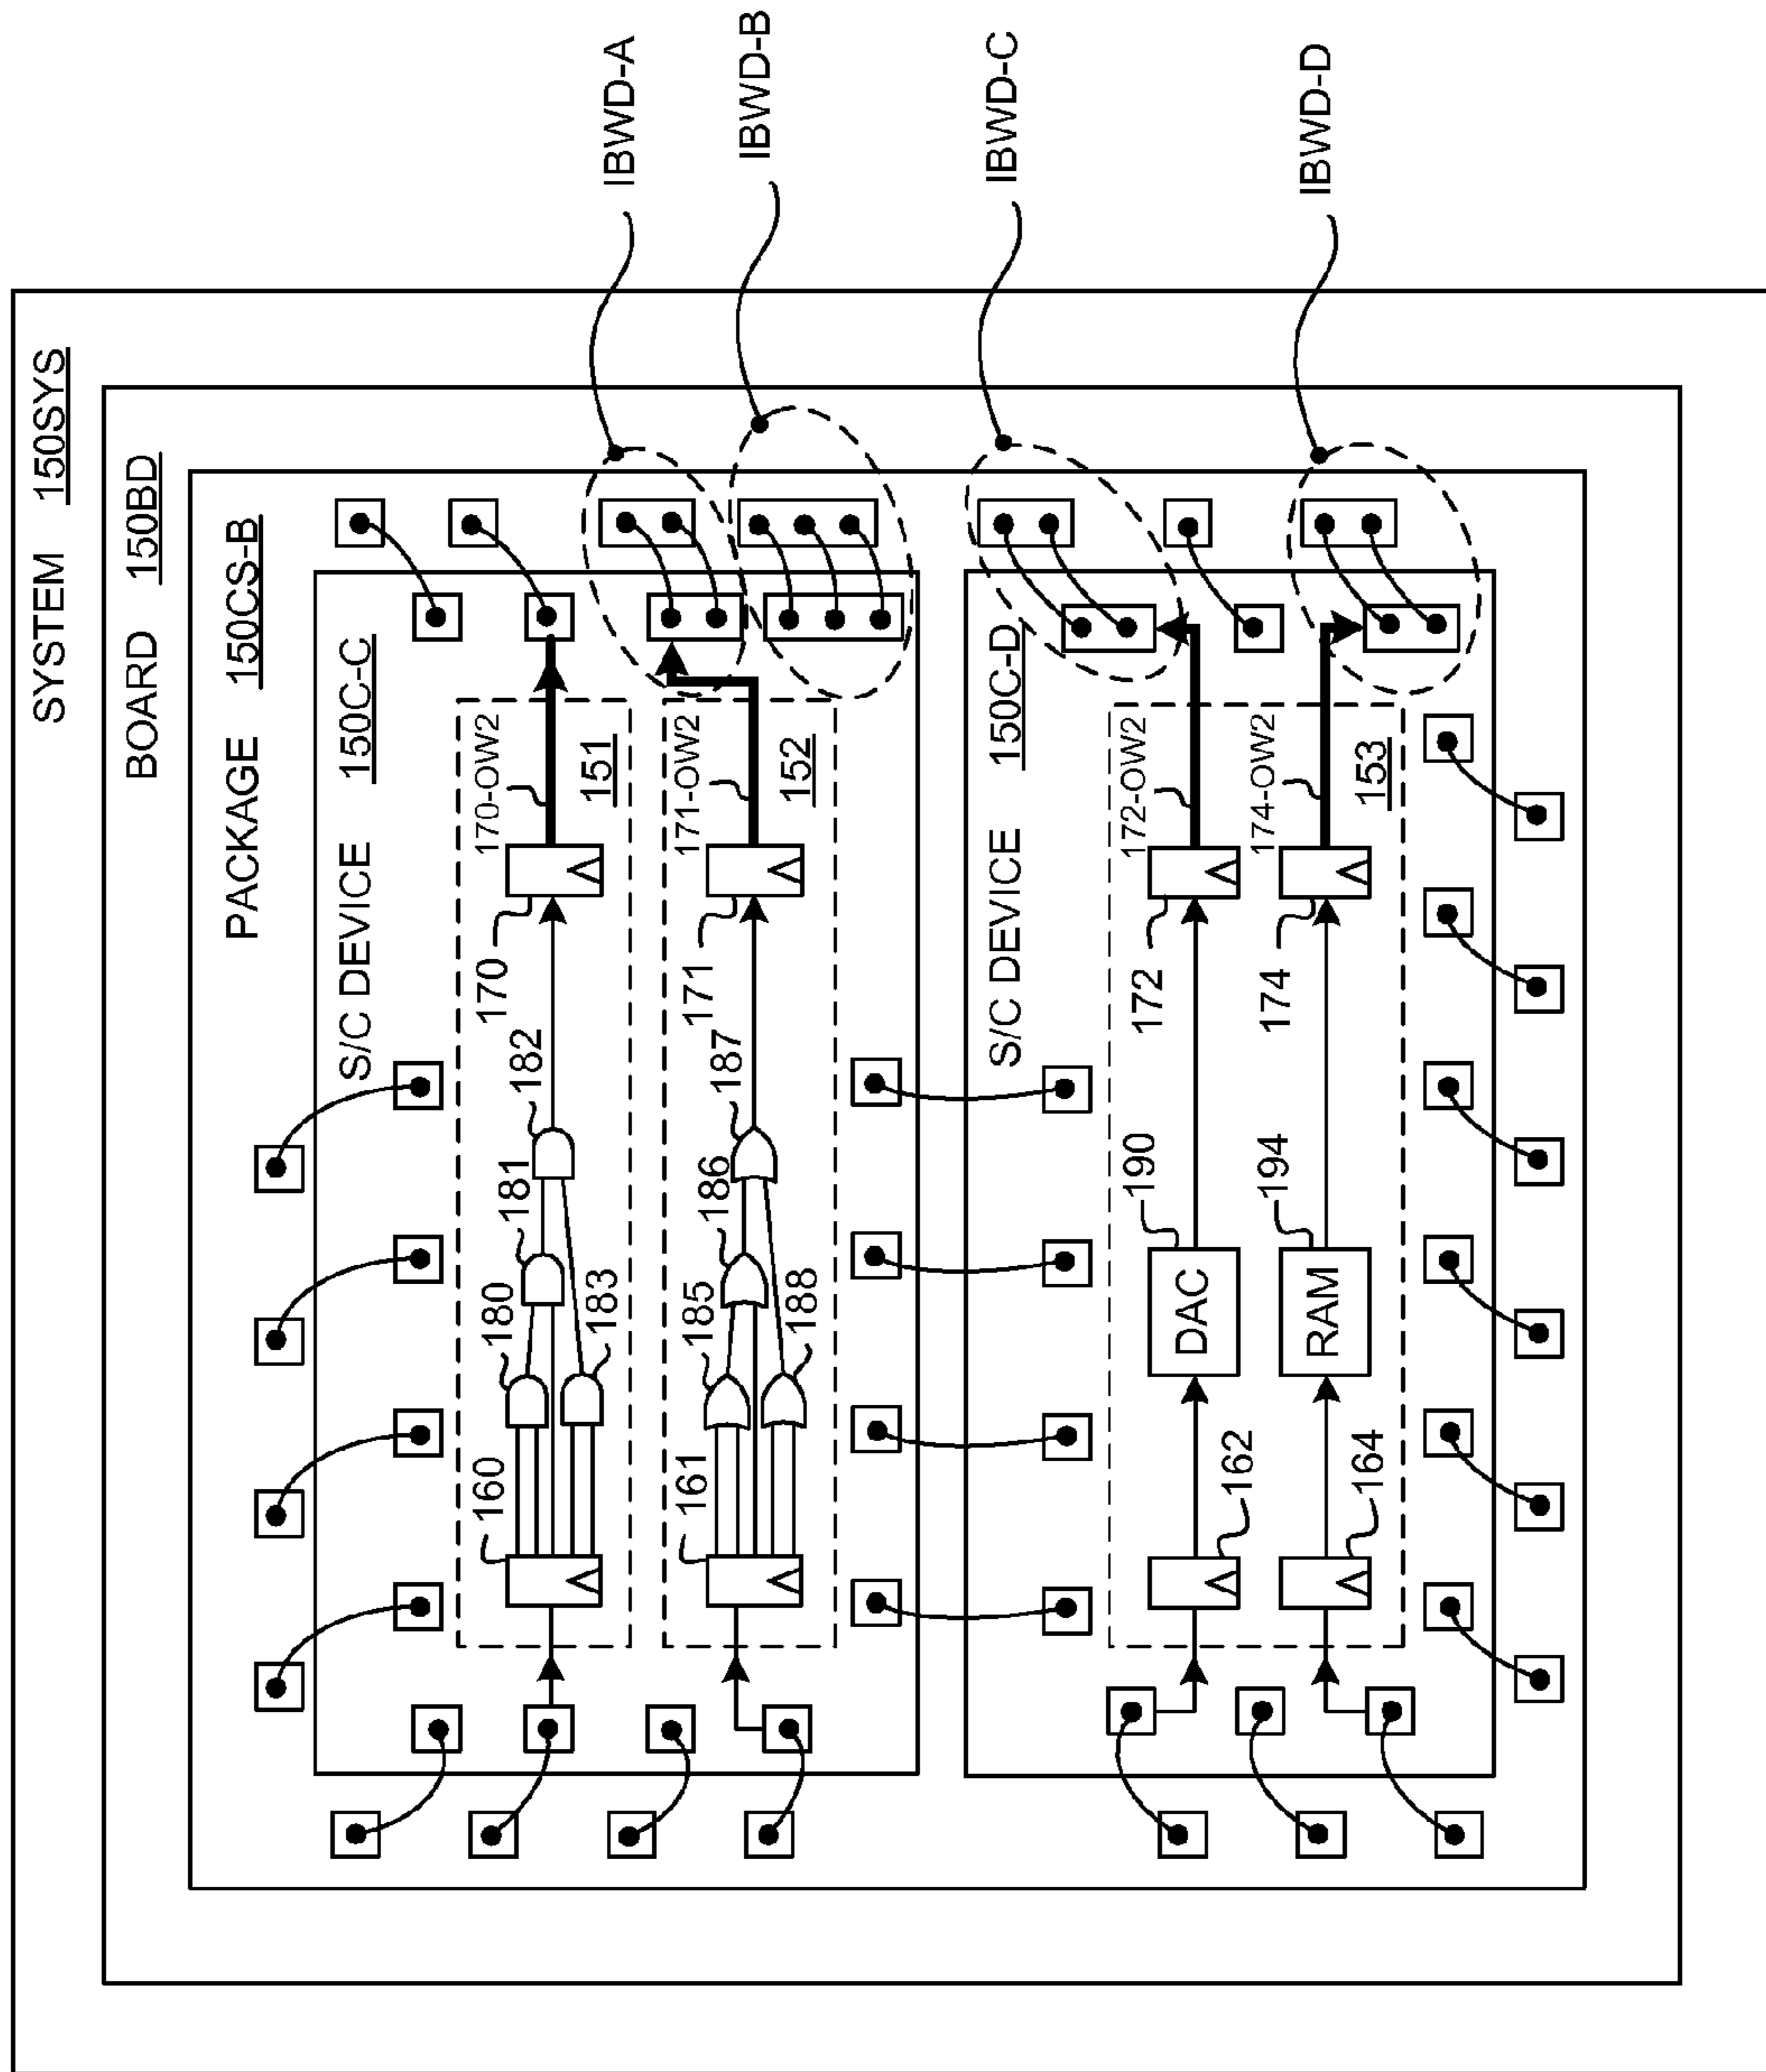 SYSTEM 150SYS
BOARD 150BD
PACKAGE 150CS-B
S/C DEVICE 150C-C
160
180
181
182
183
170
170-OW2
151
161
185
186
187
188
171
171-OW2
152
S/C DEVICE 150C-D
162
DAC
190
172
172-OW2
164
RAM
194
174
174-OW2
153
IBWD-A
IBWD-B
IBWD-C
IBWD-D